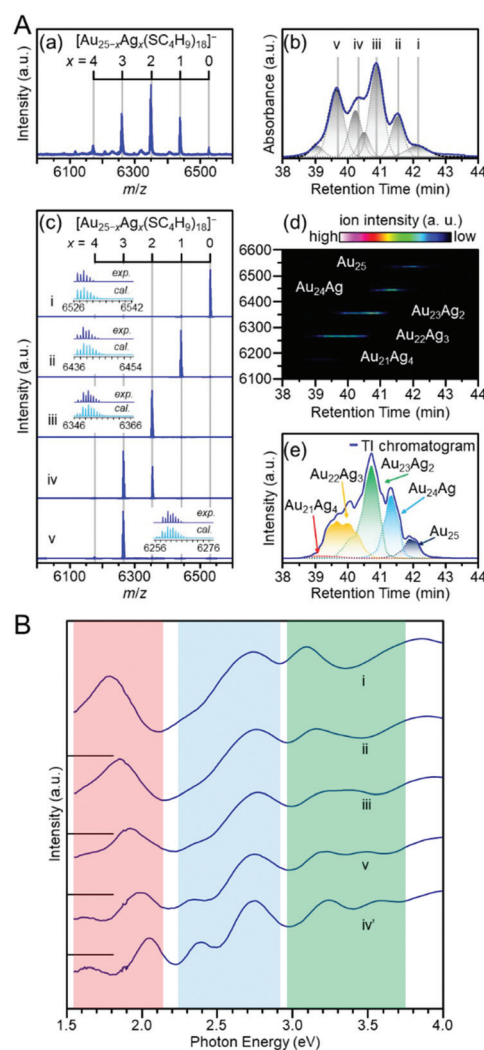 A
(a)
[Au25−xAgx(SC4H9)18]−
x = 4 3 2 1 0
Intensity (a.u.)
6100 6300 6500
m/z
(b)
v iv iii ii i
Absorbance (a.u.)
38 39 40 41 42 43 44
Retention Time (min)
(c)
[Au25−xAgx(SC4H9)18]−
x = 4 3 2 1 0
Intensity (a.u.)
exp.
cal.
i
6526 6542
exp.
cal.
ii
6436 6454
exp.
cal.
iii
6346 6366
iv
exp.
cal.
v
6256 6276
6100 6300 6500
m/z
(d)
ion intensity (a. u.)
high low
6600
6500
6400
6300
6200
6100
Au25
Au24Ag
Au23Ag2
Au22Ag3
Au21Ag4
38 39 40 41 42 43 44
Retention Time (min)
(e)
TI chromatogram
Intensity (a.u.)
Au23Ag2
Au22Ag3
Au24Ag
Au21Ag4
Au25
38 39 40 41 42 43 44
Retention Time (min)
B
Intensity (a.u.)
i
ii
iii
v
iv'
1.5 2.0 2.5 3.0 3.5 4.0
Photon Energy (eV)